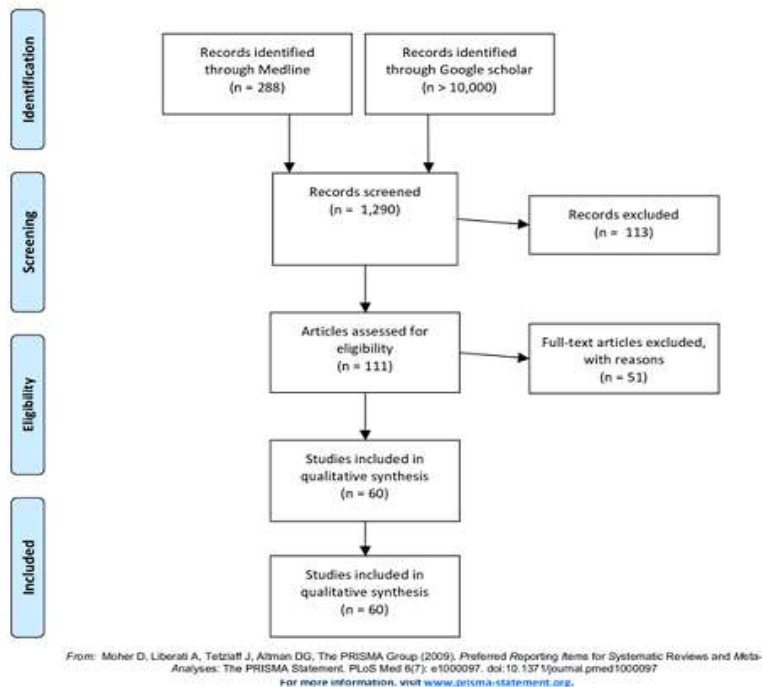 Identification
Records identified
through Medline
(n = 288)
Records identified
through Google scholar
(n > 10,000)
Screening
Records screened
(n = 1,290)
Records excluded
(n = 113)
Eligibility
Articles assessed for
eligibility
(n = 111)
Full-text articles excluded,
with reasons
(n = 51)
Studies included in
qualitative synthesis
(n = 60)
Included
Studies included in
qualitative synthesis
(n = 60)
From: Moher D, Liberati A, Tetzlaff J, Altman DG, The PRISMA Group (2009). Preferred Reporting Items for Systematic Reviews and Meta-
Analyses: The PRISMA Statement. PLoS Med 6(7): e1000097. doi:10.1371/journal.pmed1000097
For more information, visit www.prisma-statement.org.